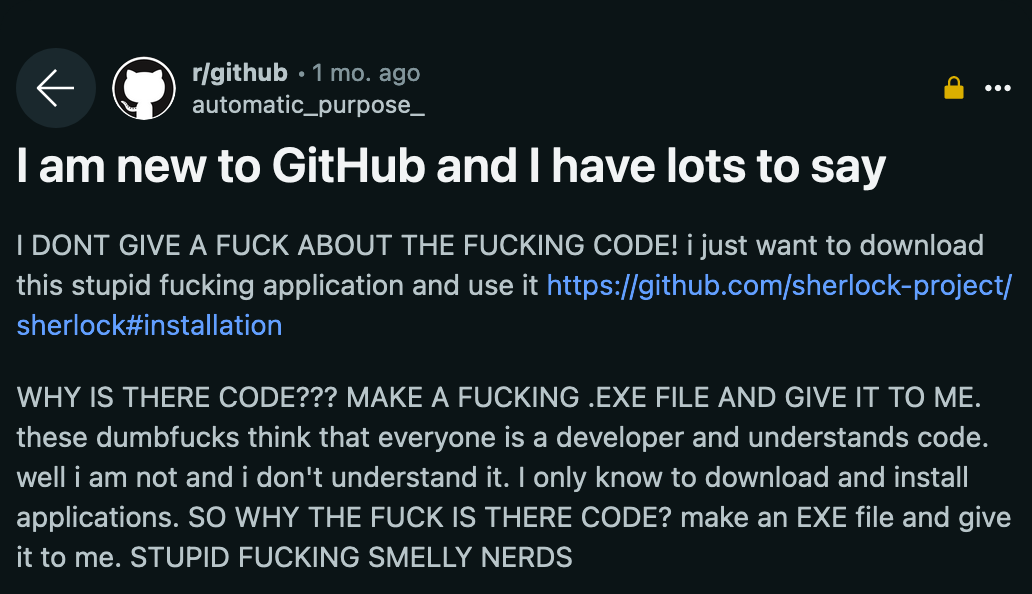 r/github • 1 mo. ago
automatic_purpose_
I am new to GitHub and I have lots to say
I DONT GIVE A FUCK ABOUT THE FUCKING CODE! i just want to download
this stupid fucking application and use it https://github.com/sherlock-project/
sherlock#installation
WHY IS THERE CODE??? MAKE A FUCKING .EXE FILE AND GIVE IT TO ME.
these dumbfucks think that everyone is a developer and understands code.
well i am not and i don't understand it. I only know to download and install
applications. SO WHY THE FUCK IS THERE CODE? make an EXE file and give
it to me. STUPID FUCKING SMELLY NERDS